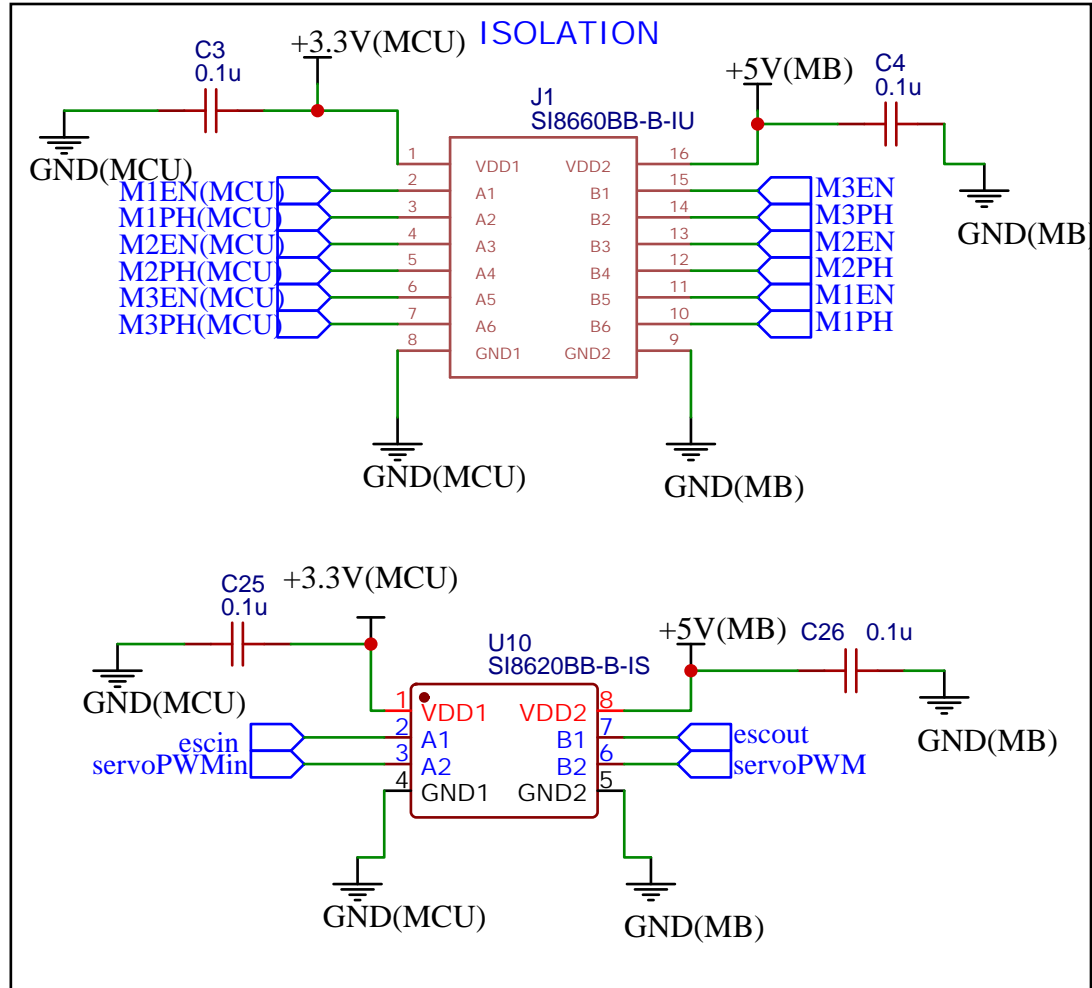 ISOLATION
+3.3V(MCU)
C3
0.1u
GND(MCU)
+5V(MB)
C4
0.1u
GND(MB)
J1
SI8660BB-B-IU
1 VDD1 VDD2 16
M1EN(MCU) 2 A1 B1 15 M3EN
M1PH(MCU) 3 A2 B2 14 M3PH
M2EN(MCU) 4 A3 B3 13 M2EN
M2PH(MCU) 5 A4 B4 12 M2PH
M3EN(MCU) 6 A5 B5 11 M1EN
M3PH(MCU) 7 A6 B6 10 M1PH
8 GND1 GND2 9
GND(MCU)
GND(MB)
C25
0.1u
+3.3V(MCU)
GND(MCU)
+5V(MB)
C26 0.1u
GND(MB)
U10
SI8620BB-B-IS
1 VDD1 VDD2 8
escin 2 A1 B1 7 escout
servoPWMin 3 A2 B2 6 servoPWM
4 GND1 GND2 5
GND(MCU)
GND(MB)